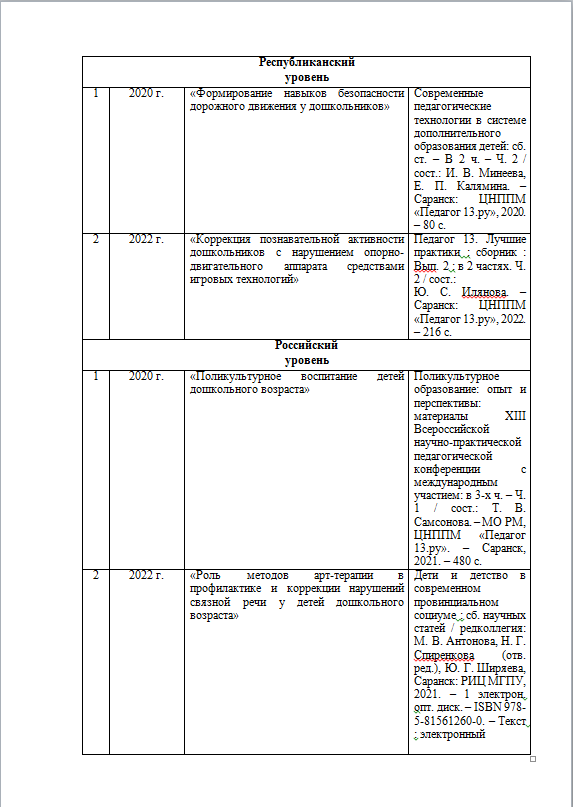 Республиканский
уровень
1
2020 г.
«Формирование навыков безопасности
дорожного движения у дошкольников»
Современные
педагогические
технологии в системе
дополнительного
образования детей: сб.
ст. – В 2 ч. – Ч. 2 /
сост.: И. В. Минеева,
Е. П. Калямина. –
Саранск: ЦНППМ
«Педагог 13.ру», 2020.
– 80 с.
2
2022 г.
«Коррекция познавательной активности
дошкольников с нарушением опорно-
двигательного аппарата средствами
игровых технологий»
Педагог 13. Лучшие
практики : сборник :
Вып. 2 : в 2 частях. Ч.
2 / сост.:
Ю. С. Илянова. –
Саранск: ЦНППМ
«Педагог 13.ру», 2022.
– 216 с.
Российский
уровень
1
2020 г.
«Поликультурное воспитание детей
дошкольного возраста»
Поликультурное
образование: опыт и
перспективы:
материалы XIII
Всероссийской
научно-практической
педагогической
конференции с
международным
участием: в 3-х ч. – Ч.
1 / сост.: Т. В.
Самсонова. – МО РМ,
ЦНППМ «Педагог
13.ру». – Саранск,
2021. – 480 с.
2
2022 г.
«Роль методов арт-терапии в
профилактике и коррекции нарушений
связной речи у детей дошкольного
возраста»
Дети и детство в
современном
провинциальном
социуме : сб. научных
статей / редколлегия:
М. В. Антонова, Н. Г.
Спиренкова (отв.
ред.), Ю. Г. Ширяева,
Саранск: РИЦ МГПУ,
2021. – 1 электрон.
опт. диск. – ISBN 978-
5-81561260-0. – Текст
: электронный